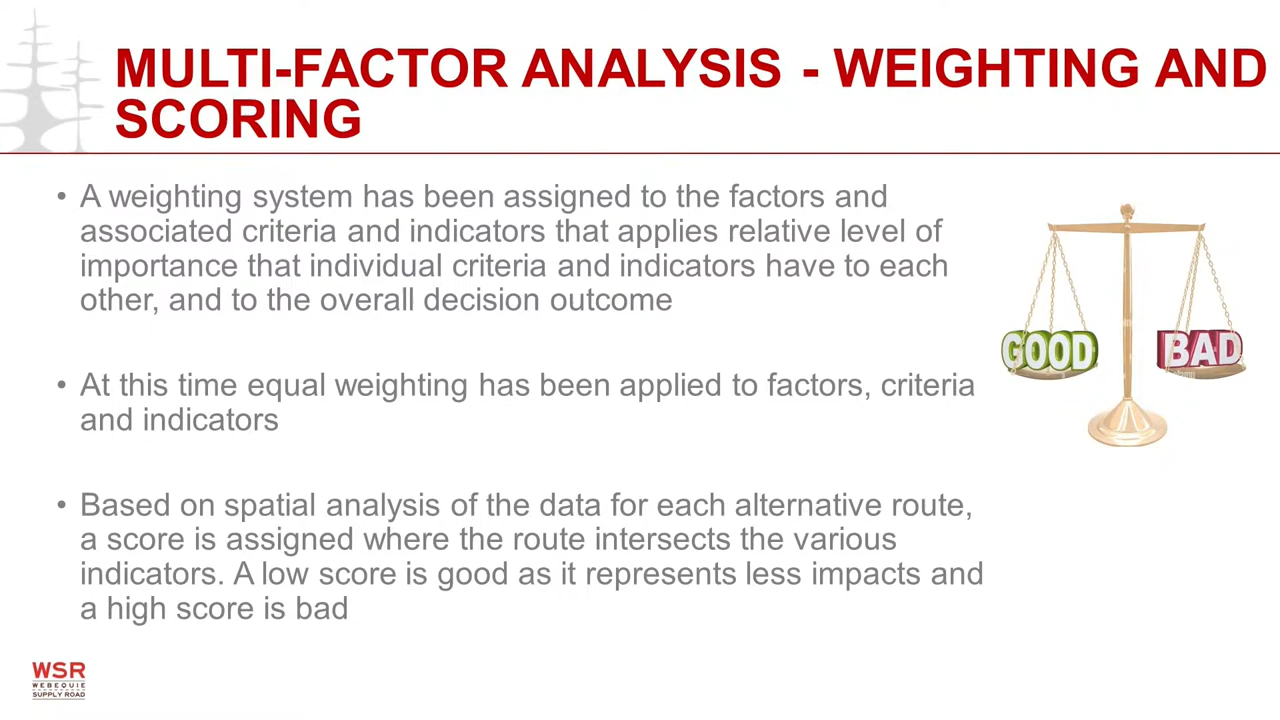 MULTI-FACTOR ANALYSIS - WEIGHTING AND
SCORING
• A weighting system has been assigned to the factors and
associated criteria and indicators that applies relative level of
importance that individual criteria and indicators have to each
other, and to the overall decision outcome
• At this time equal weighting has been applied to factors, criteria
and indicators
• Based on spatial analysis of the data for each alternative route,
a score is assigned where the route intersects the various
indicators. A low score is good as it represents less impacts and
a high score is bad
GOOD
BAD
WSR
WEBEQUIE
SUPPLY ROAD